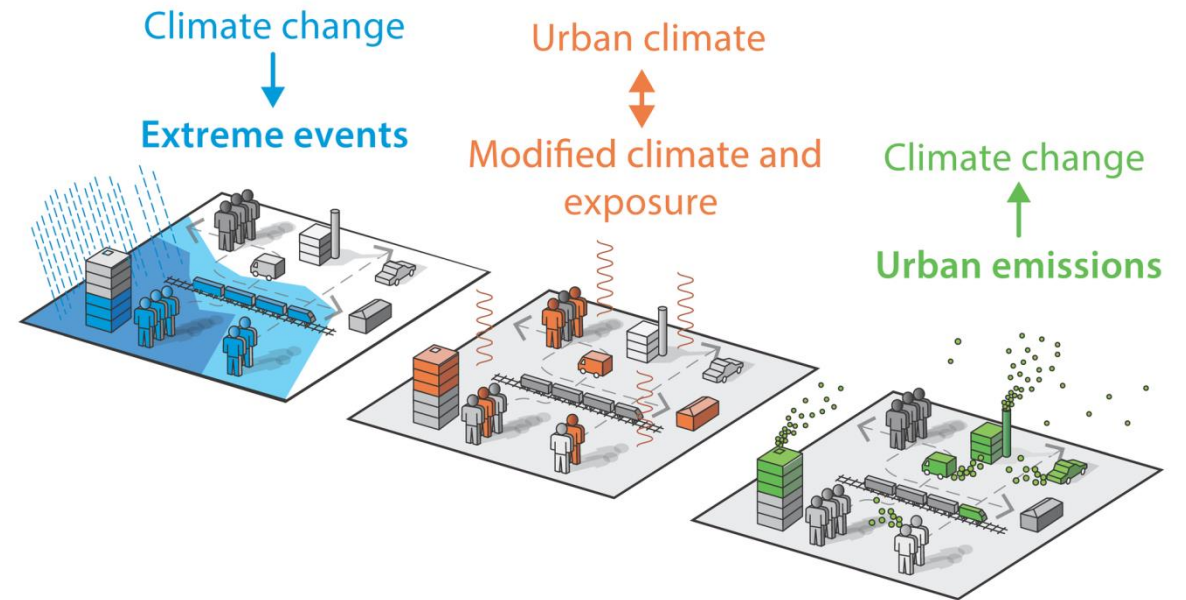 Climate change
Extreme events
Urban climate
Modified climate and
exposure
Climate change
Urban emissions